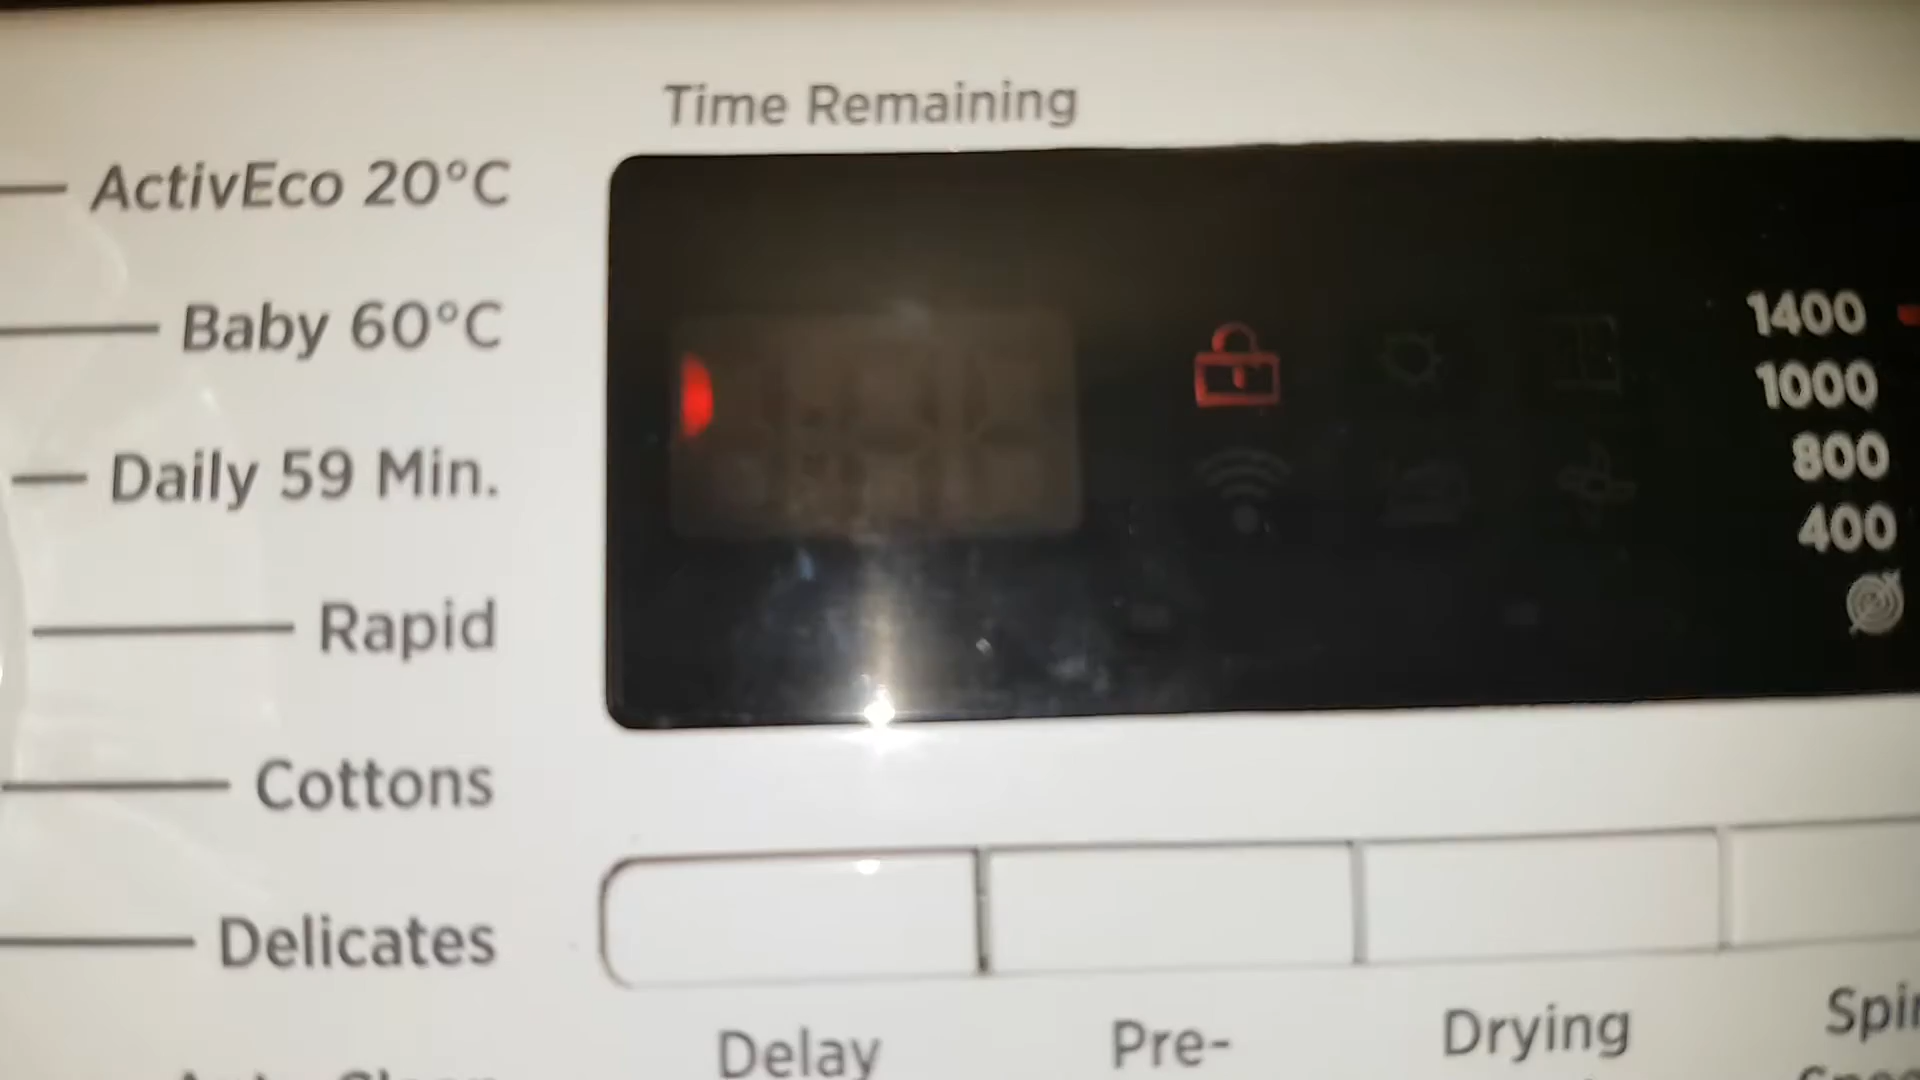 Time Remaining
ActivEco 20°C
Baby 60°C
Daily 59 Min.
Rapid
Cottons
Delicates
1400
1000
800
400
Delay
Pre-
Drying